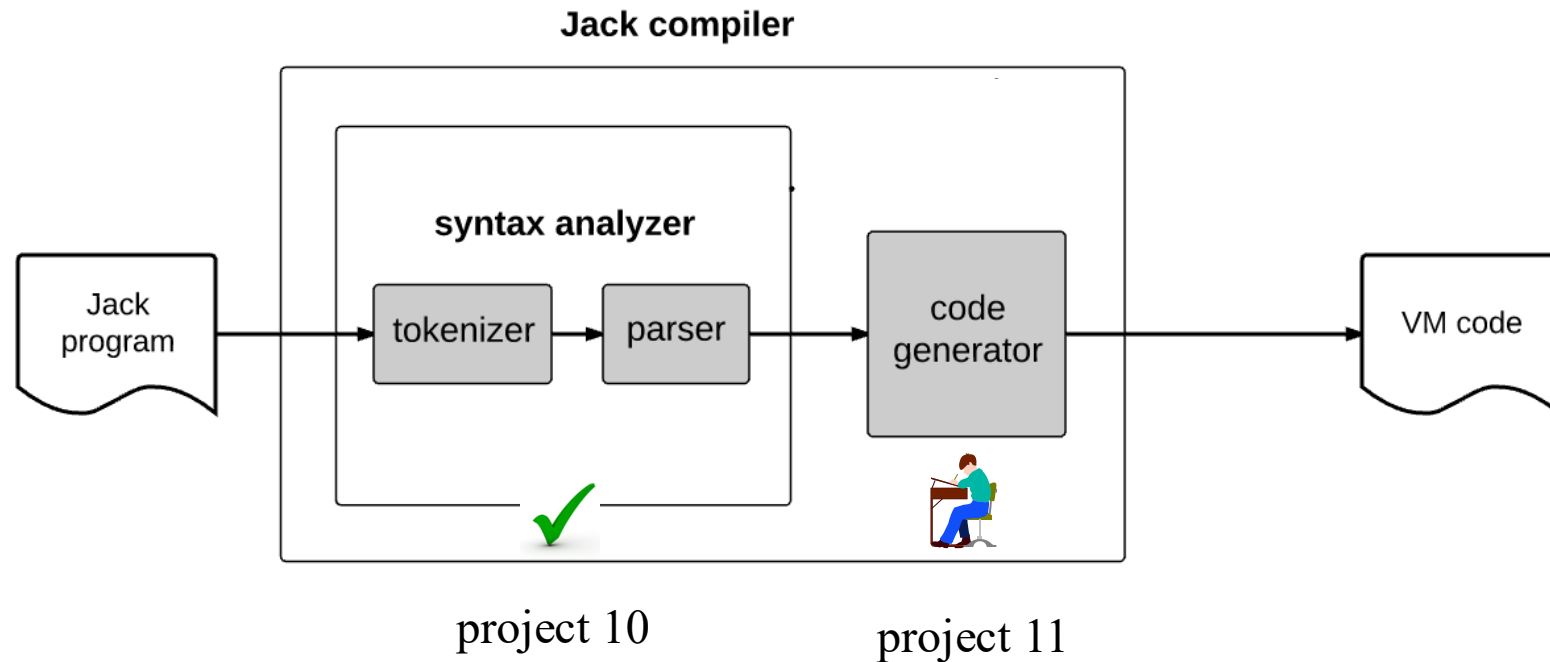 Jack compiler
syntax analyzer
Jack
program
tokenizer
parser
code
generator
VM code
project 10
project 11